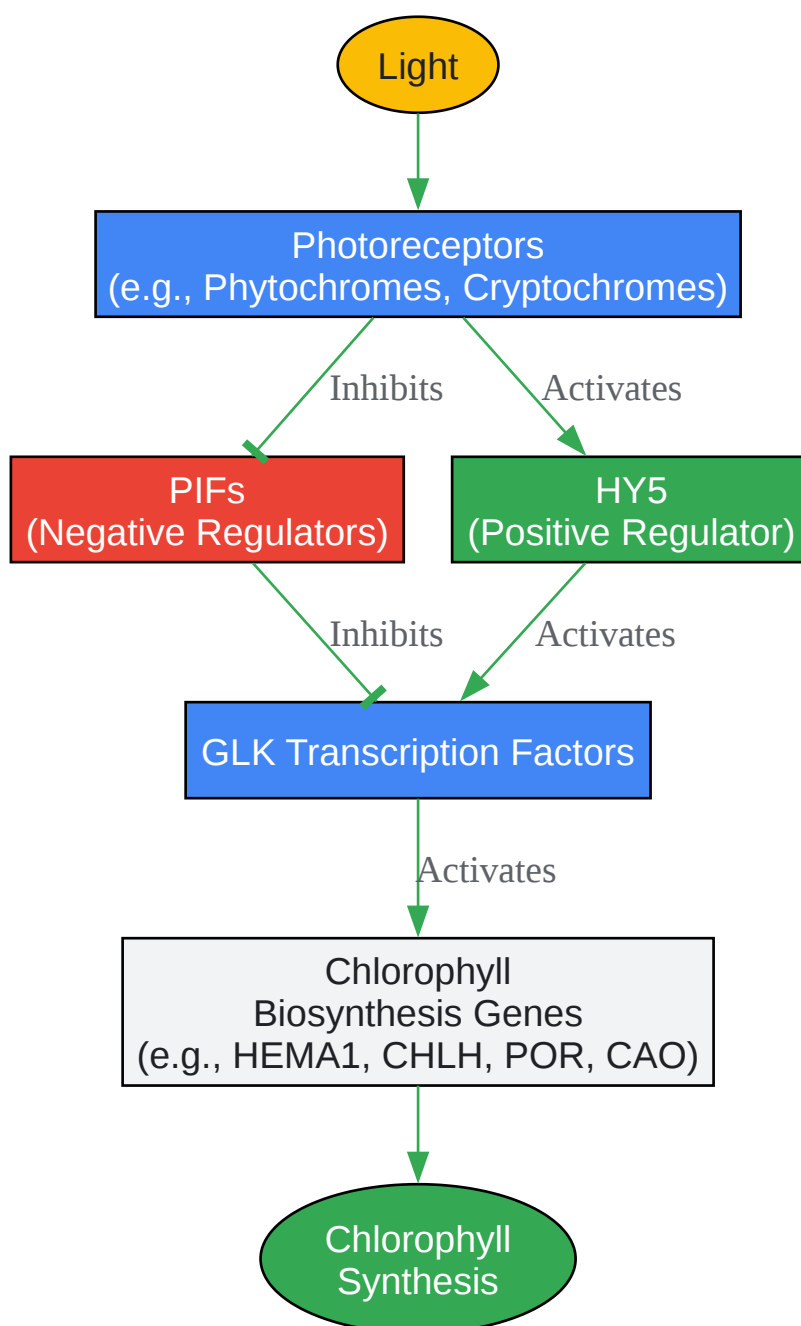 Light
Photoreceptors
(e.g., Phytochromes, Cryptochromes)
Inhibits
Activates
PIFs
(Negative Regulators)
HY5
(Positive Regulator)
Inhibits
Activates
GLK Transcription Factors
Activates
Chlorophyll
Biosynthesis Genes
(e.g., HEMA1, CHLH, POR, CAO)
Chlorophyll
Synthesis